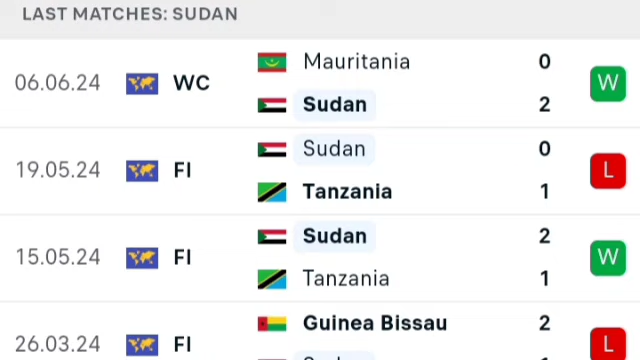 LAST MATCHES: SUDAN
Mauritania 0
06.06.24 WC W
Sudan 2
Sudan 0
19.05.24 FI L
Tanzania 1
Sudan 2
15.05.24 FI W
Tanzania 1
Guinea Bissau 2
26.03.24 FI L